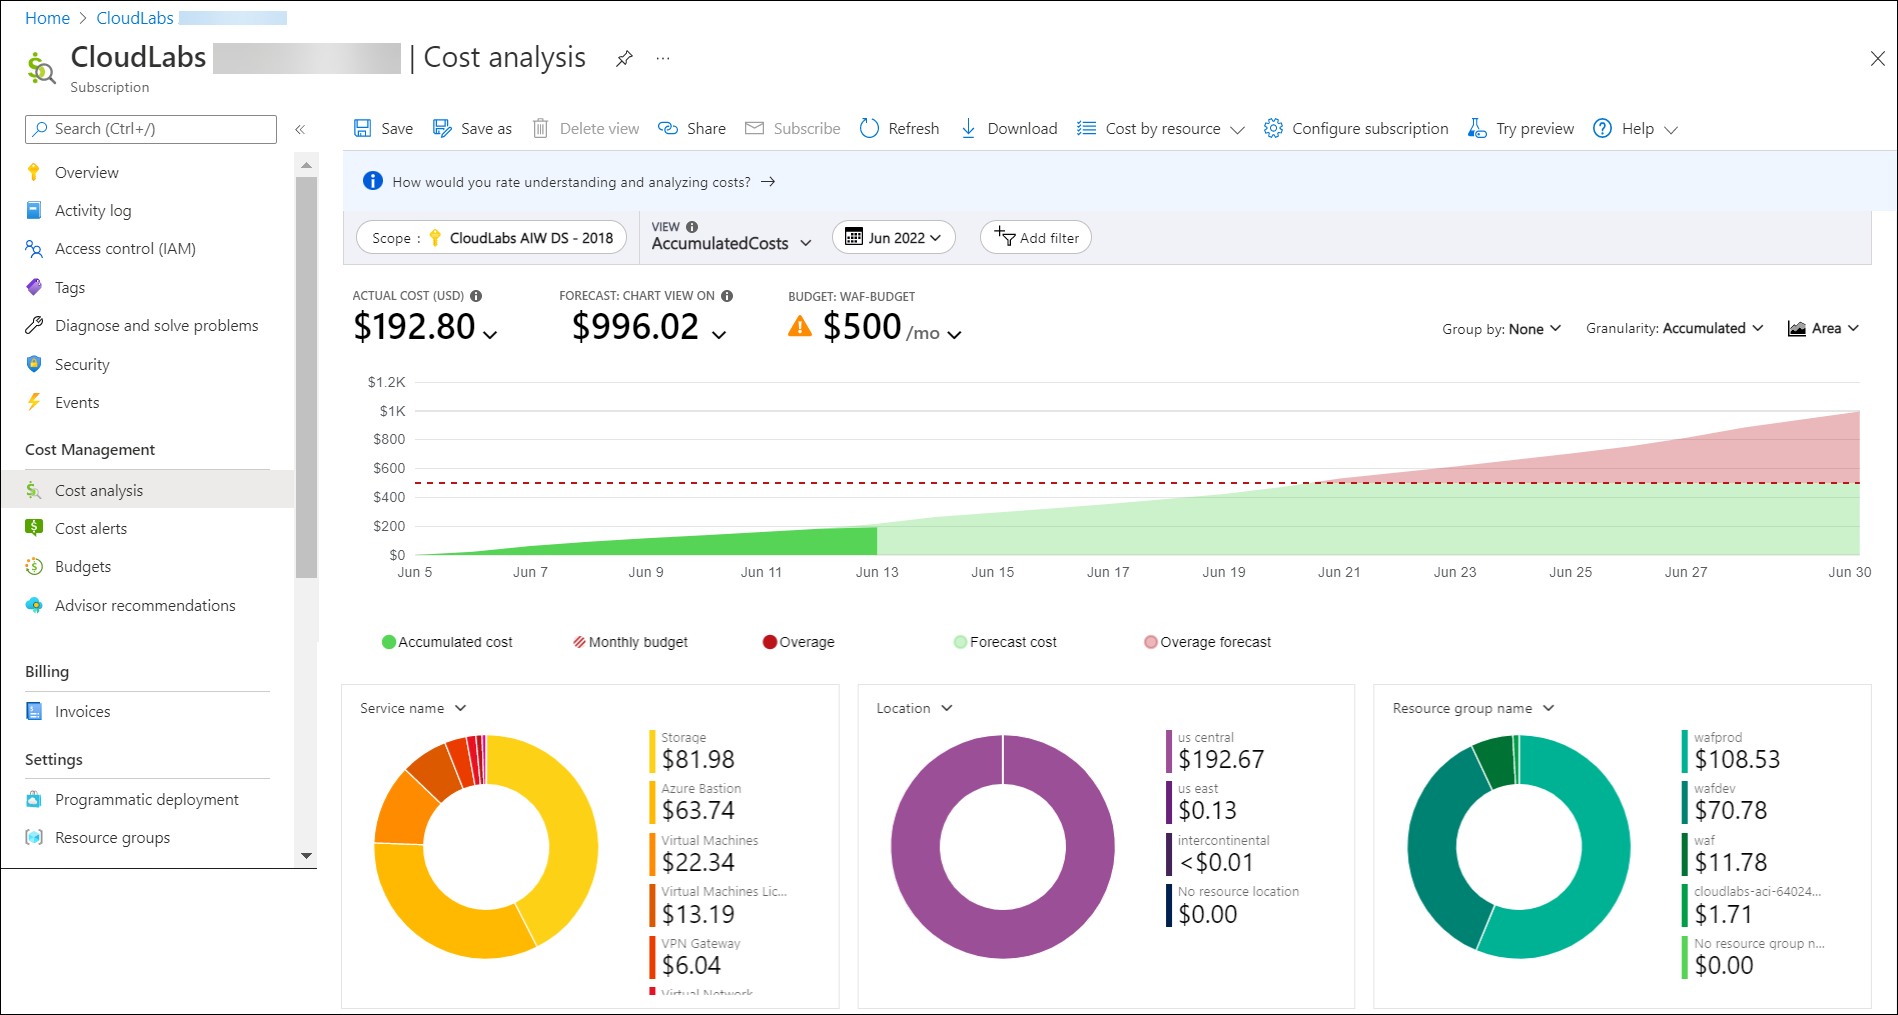 Home > CloudLabs
CloudLabs | Cost analysis ...
Subscription
Search (Ctrl+/) «
Overview
Activity log
Access control (IAM)
Tags
Diagnose and solve problems
Security
Events
Cost Management
Cost analysis
Cost alerts
Budgets
Advisor recommendations
Billing
Invoices
Settings
Programmatic deployment
Resource groups
Save Save as Delete view Share Subscribe Refresh Download Cost by resource Configure subscription Try preview Help
How would you rate understanding and analyzing costs? →
Scope : CloudLabs AIW DS - 2018
VIEW
AccumulatedCosts
Jun 2022
Add filter
ACTUAL COST (USD)
$192.80
FORECAST: CHART VIEW ON
$996.02
BUDGET: WAF-BUDGET
$500 /mo
Group by: None Granularity: Accumulated Area
$1.2K
$1K
$800
$600
$400
$200
$0
Jun 5 Jun 7 Jun 9 Jun 11 Jun 13 Jun 15 Jun 17 Jun 19 Jun 21 Jun 23 Jun 25 Jun 27 Jun 30
Accumulated cost Monthly budget Overage Forecast cost Overage forecast
Service name
Storage
$81.98
Azure Bastion
$63.74
Virtual Machines
$22.34
Virtual Machines Lic...
$13.19
VPN Gateway
$6.04
Virtual Network
Location
us central
$192.67
us east
$0.13
intercontinental
<$0.01
No resource location
$0.00
Resource group name
wafprod
$108.53
wafdev
$70.78
waf
$11.78
cloudlabs-aci-64024...
$1.71
No resource group n...
$0.00